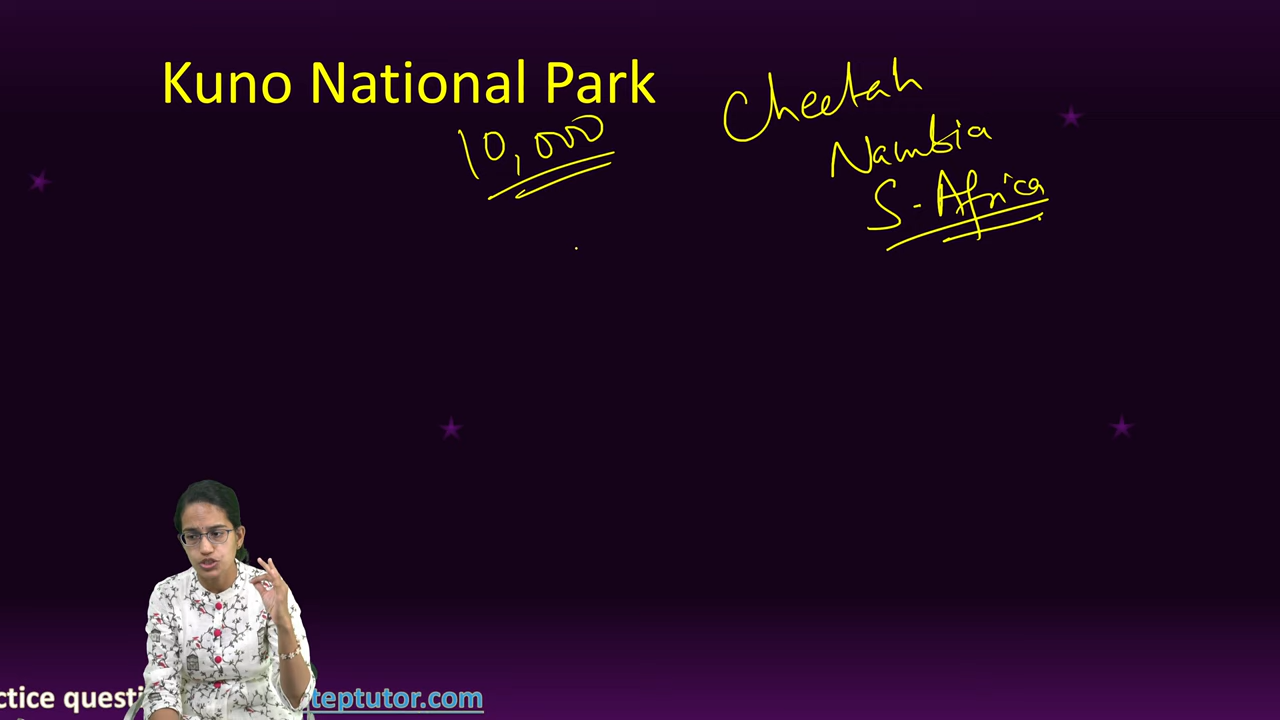 Kuno National Park
Cheetah
10,000
Nambia
S. Africa
ctice questi
teptutor.com